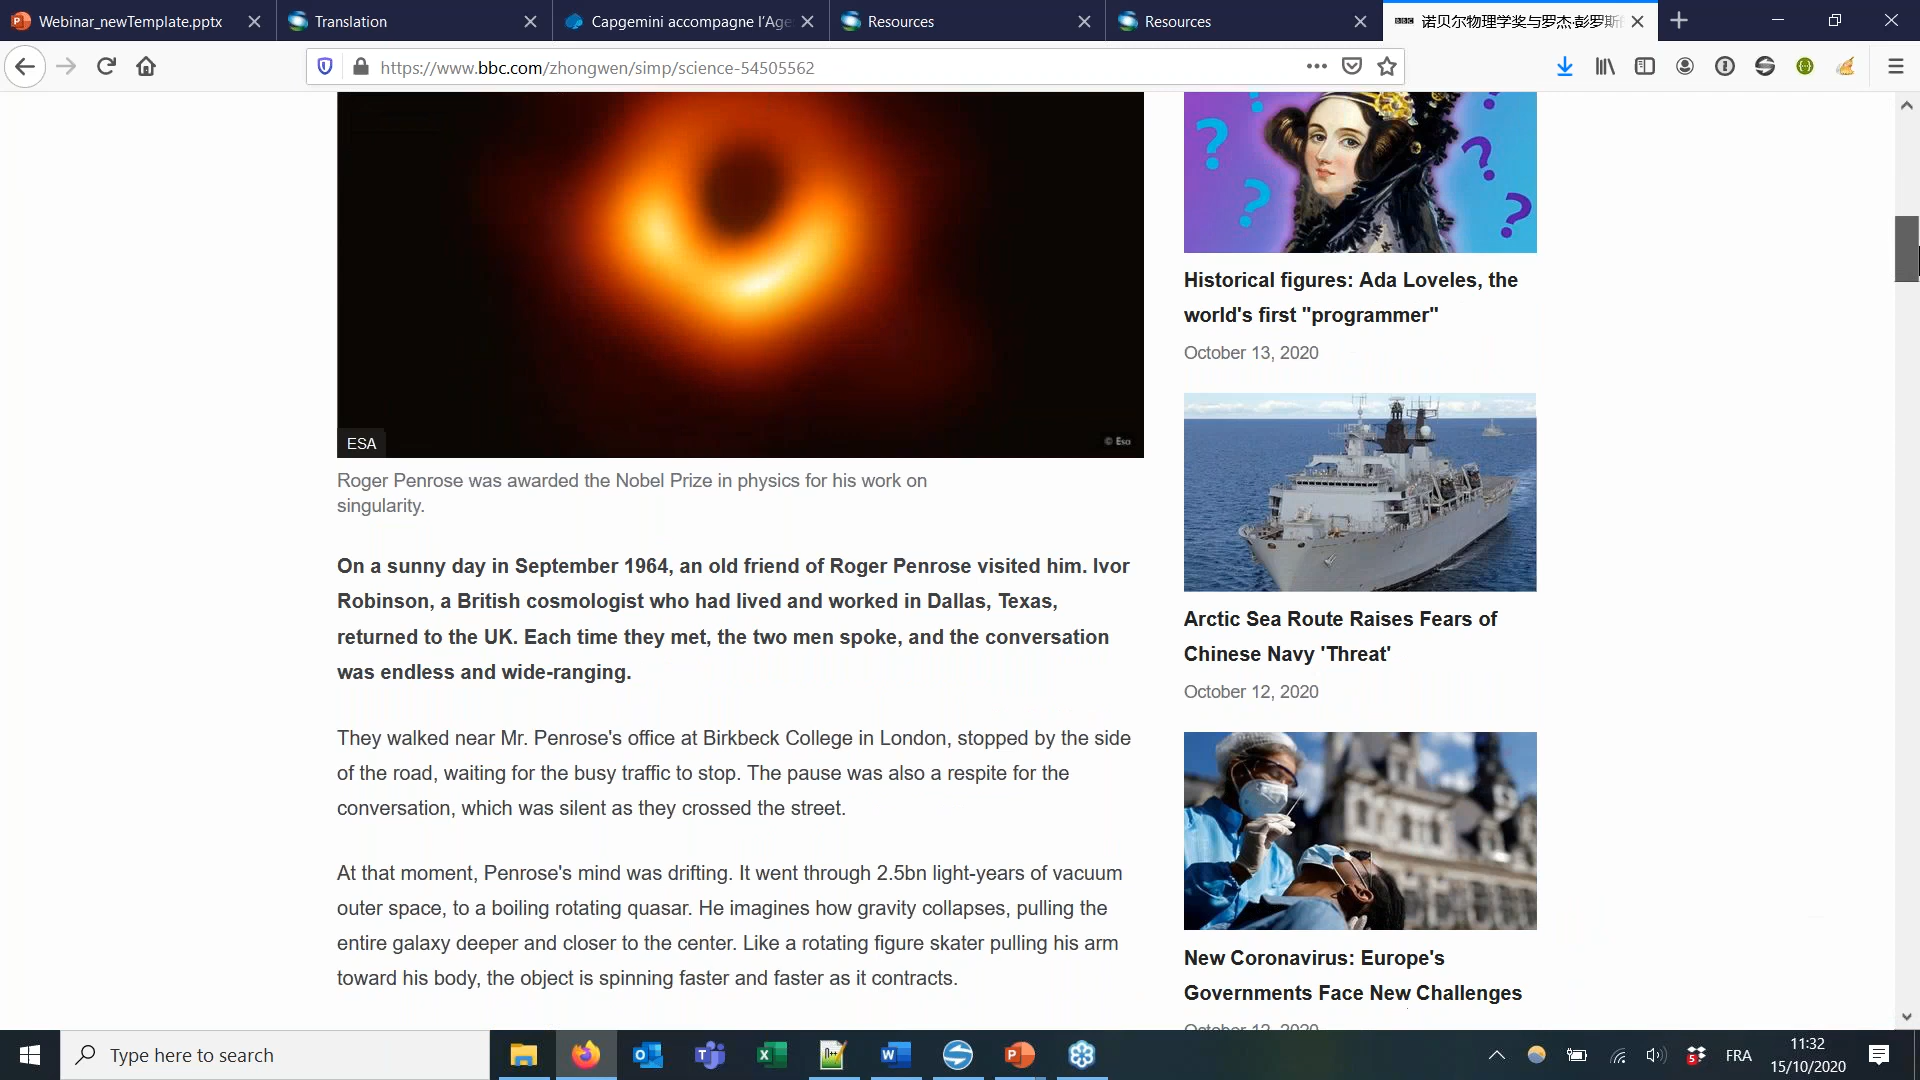 Webinar_newTemplate.pptx
Translation
Capgemini accompagne l'Age
Resources
Resources
BBC 诺贝尔物理学奖与罗杰·彭罗斯
https://www.bbc.com/zhongwen/simp/science-54505562
ESA
© Esa
Roger Penrose was awarded the Nobel Prize in physics for his work on
singularity.
On a sunny day in September 1964, an old friend of Roger Penrose visited him. Ivor
Robinson, a British cosmologist who had lived and worked in Dallas, Texas,
returned to the UK. Each time they met, the two men spoke, and the conversation
was endless and wide-ranging.
They walked near Mr. Penrose's office at Birkbeck College in London, stopped by the side
of the road, waiting for the busy traffic to stop. The pause was also a respite for the
conversation, which was silent as they crossed the street.
At that moment, Penrose's mind was drifting. It went through 2.5bn light-years of vacuum
outer space, to a boiling rotating quasar. He imagines how gravity collapses, pulling the
entire galaxy deeper and closer to the center. Like a rotating figure skater pulling his arm
toward his body, the object is spinning faster and faster as it contracts.
? ? ? ?
Historical figures: Ada Loveles, the
world's first "programmer"
October 13, 2020
Arctic Sea Route Raises Fears of
Chinese Navy 'Threat'
October 12, 2020
New Coronavirus: Europe's
Governments Face New Challenges
October 12, 2020
Type here to search
5
FRA
11:32
15/10/2020